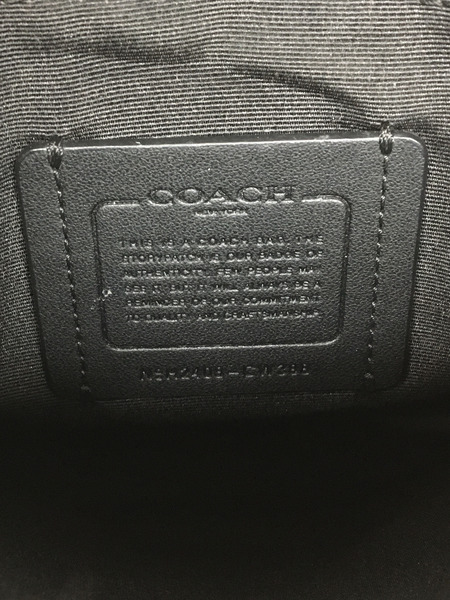 COACH
NEW YORK
THIS IS A COACH BAG. THE
STORYPATCH IS OUR BADGE OF
AUTHENTICITY. FEW PEOPLE MAY
SEE IT BUT IT WILL ALWAYS BE A
REMINDER OF OUR COMMITMENT
TO QUALITY AND CRAFTSMANSHIP.